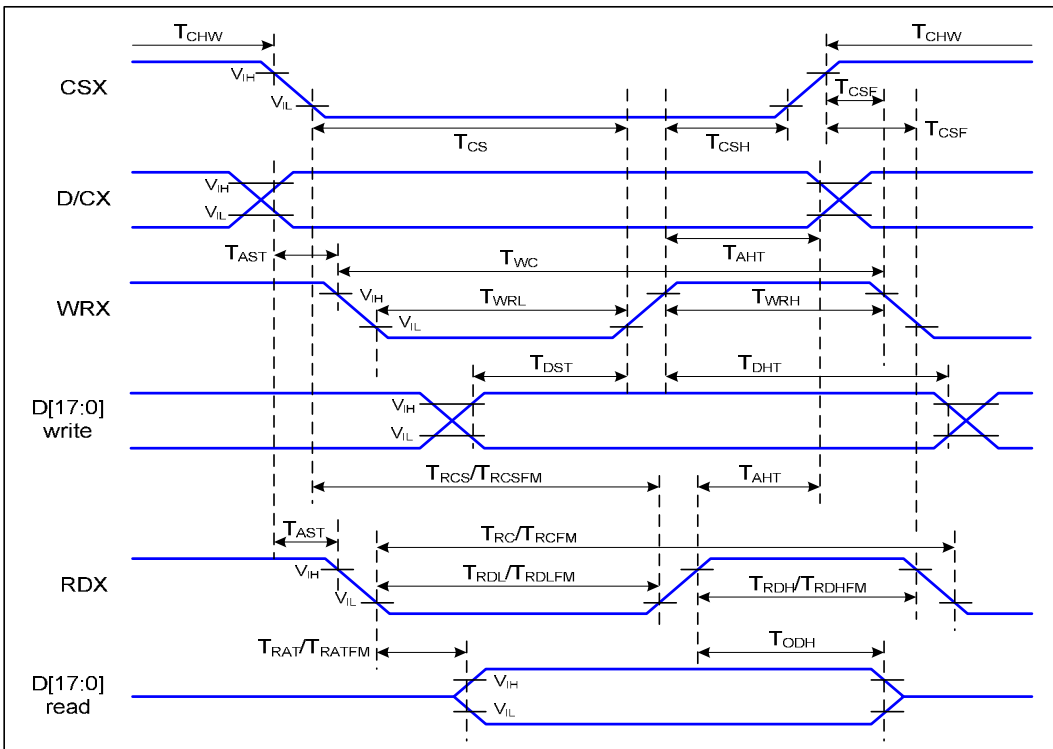 TCHW TCHW
CSX VIH TCSF
VIL
TCS TCSH TCSF
D/CX VIH
VIL
TAST TWC TAHT
WRX VIH TWRL TWRH
VIL
TDST TDHT
D[17:0] write VIH
VIL
TRCS/TRCSFM TAHT
TAST TRC/TRCFM
RDX VIH TRDL/TRDLFM TRDH/TRDHFM
VIL
TRAT/TRATFM TODH
D[17:0] read VIH
VIL